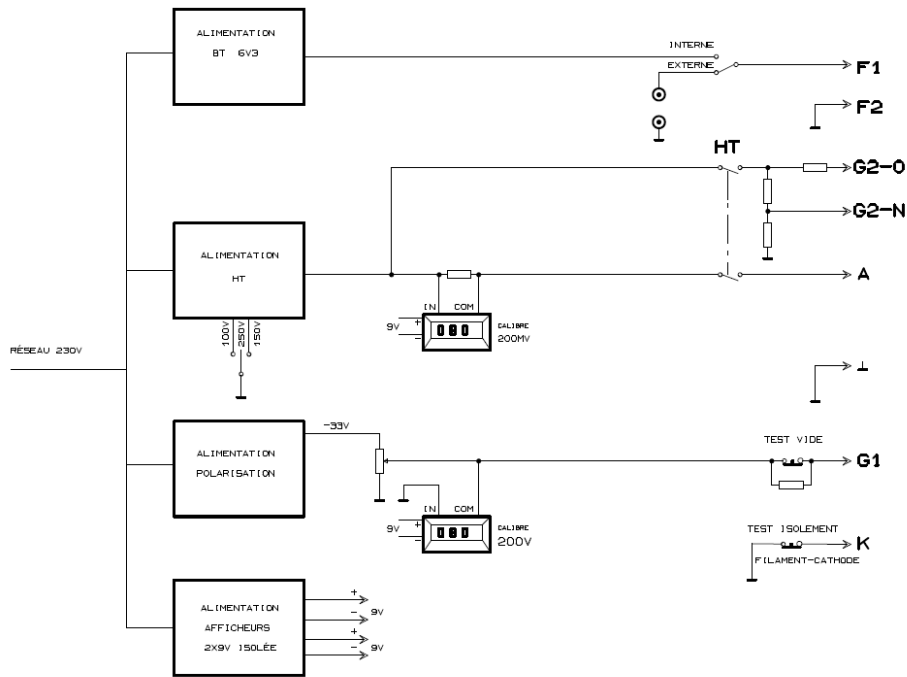 ALIMENTATION
BT 6V3
INTERNE
EXTERNE
F1
F2
HT
G2-O
G2-N
ALIMENTATION
HT
A
100V
250V
150V
IN COM
9V
+
-
080
CALIBRE
200MV
RÉSEAU 230V
ALIMENTATION
POLARISATION
-33V
TEST VIDE
G1
IN COM
9V
+
-
080
CALIBRE
200V
TEST ISOLEMENT
K
FILAMENT-CATHODE
ALIMENTATION
AFFICHEURS
2X9V ISOLÉE
+
- 9V
+
- 9V